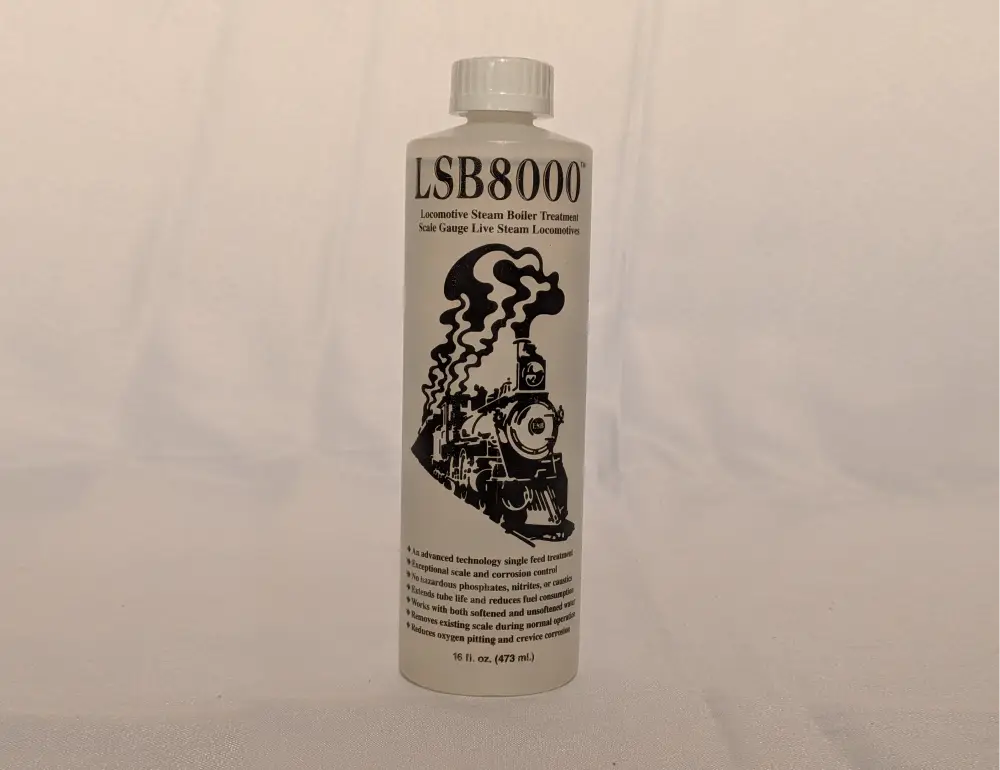 LSB8000™
Locomotive Steam Boiler Treatment
Scale Gauge Live Steam Locomotives
LSB
◆ An advanced technology single feed treatment
◆ Exceptional scale and corrosion control
◆ No hazardous phosphates, nitrites, or caustics
◆ Extends tube life and reduces fuel consumption
◆ Works with both softened and unsoftened water
◆ Removes existing scale during normal operation
◆ Reduces oxygen pitting and crevice corrosion
16 fl. oz. (473 ml.)